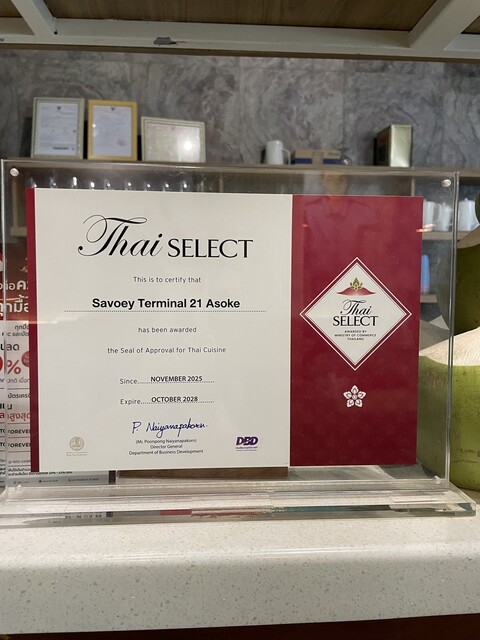 Thai SELECT
This is to certify that
Savoey Terminal 21 Asoke
has been awarded
the Seal of Approval for Thai Cuisine
Since NOVEMBER 2025
Expire OCTOBER 2028
P. Naiyanapakorn
(Mr. Poonpong Naiyanapakorn)
Director General
Department of Business Development
DBD
Thai
SELECT
AWARDED BY
MINISTRY OF COMMERCE
THAILAND